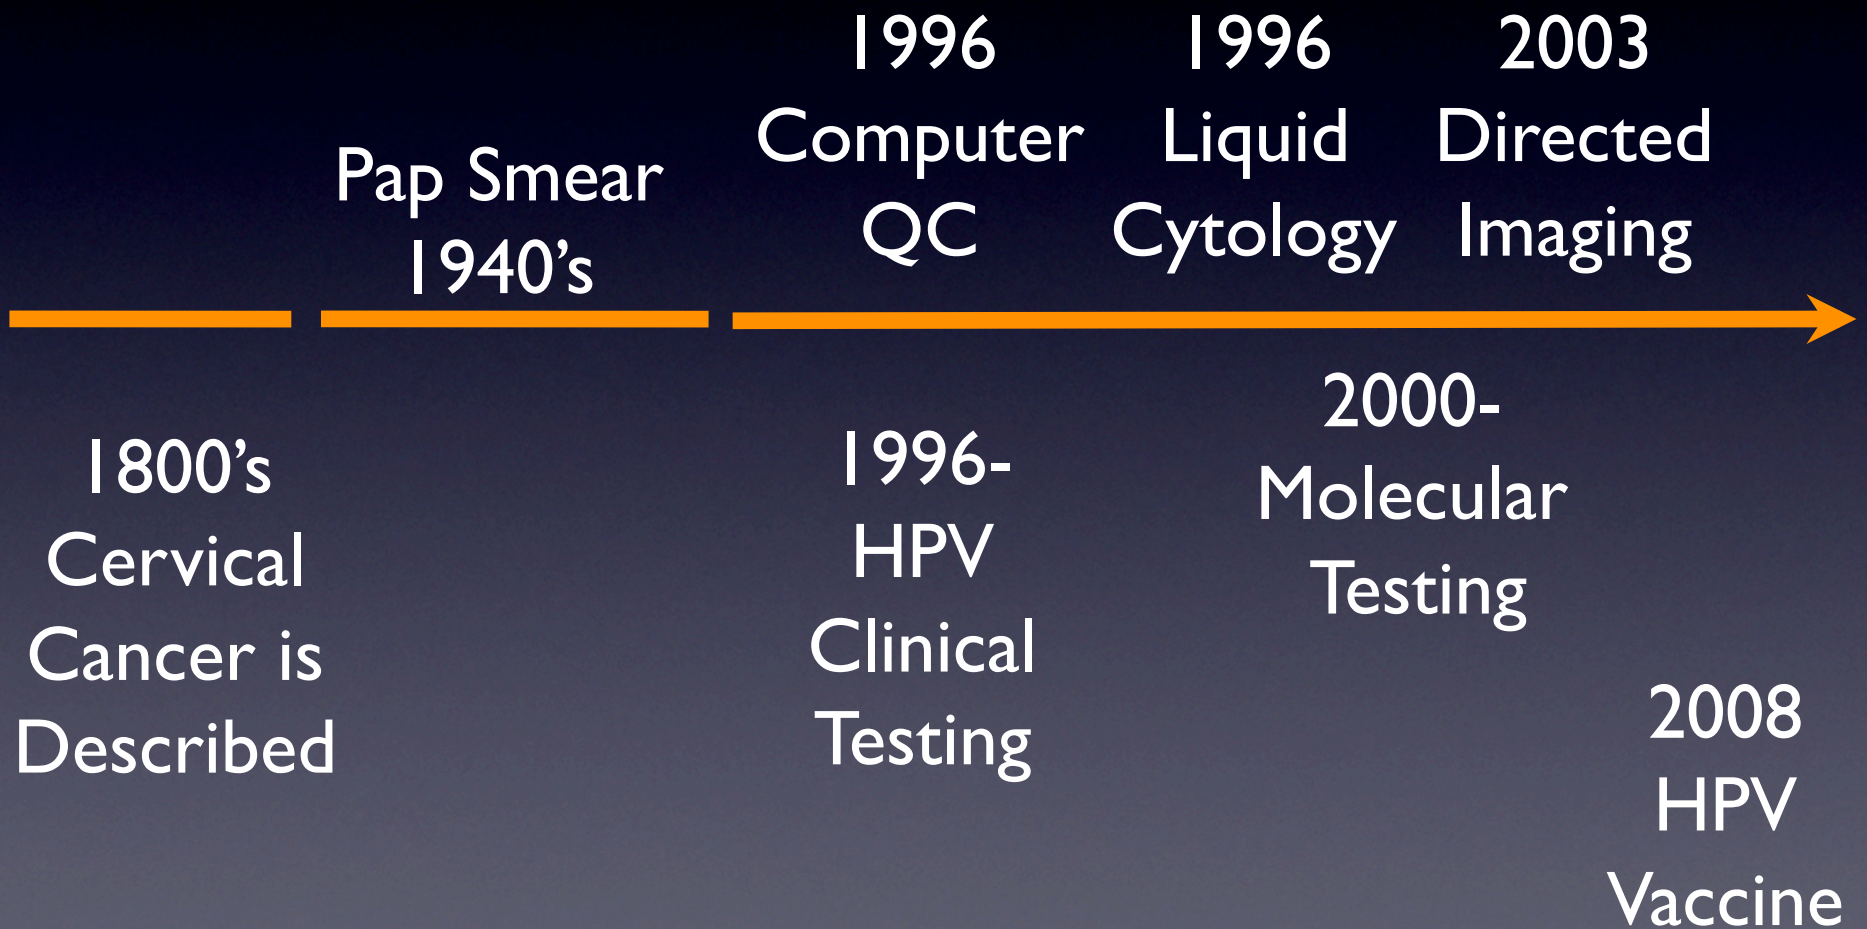 1800's
Cervical
Cancer is
Described
Pap Smear
1940's
1996
Computer
QC
1996
Liquid
Cytology
2003
Directed
Imaging
1996-
HPV
Clinical
Testing
2000-
Molecular
Testing
2008
HPV
Vaccine